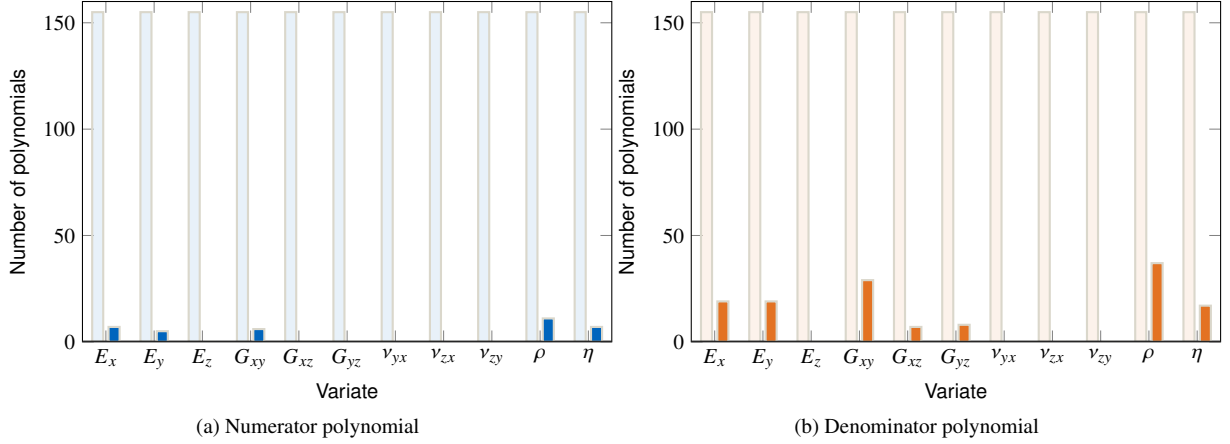 150
100
50
0
Number of polynomials
E_x E_y E_z G_xy G_xz G_yz ν_yx ν_zx ν_zy ρ η
Variate
(a) Numerator polynomial
150
100
50
0
Number of polynomials
E_x E_y E_z G_xy G_xz G_yz ν_yx ν_zx ν_zy ρ η
Variate
(b) Denominator polynomial